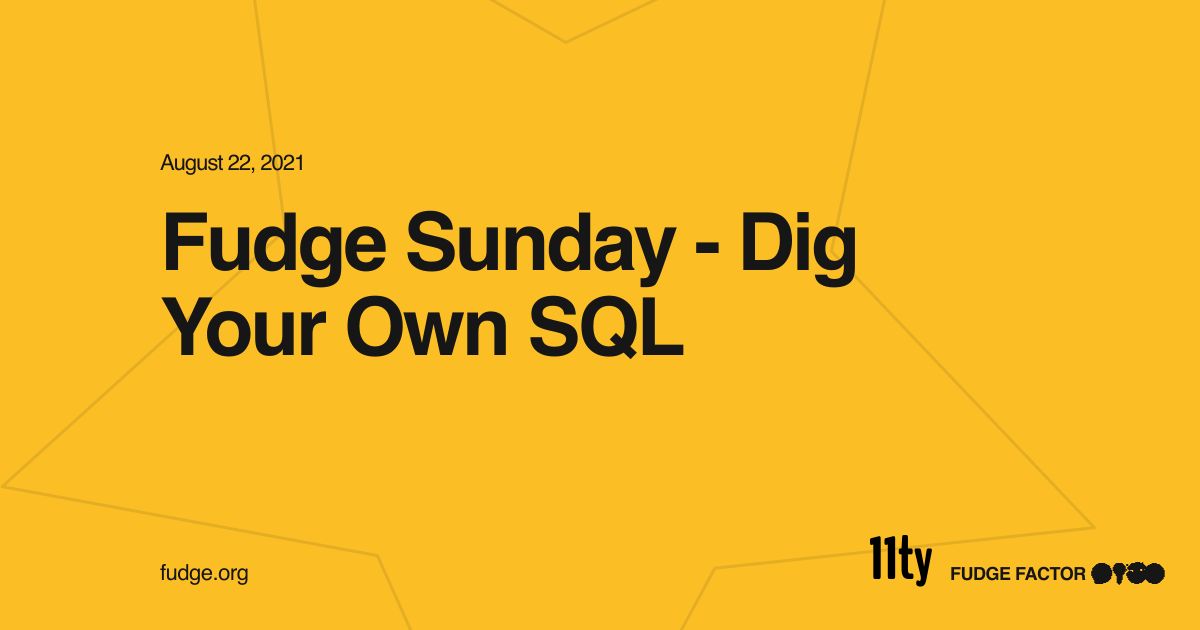 August 22, 2021
Fudge Sunday - Dig
Your Own SQL
fudge.org
11ty
FUDGE FACTOR